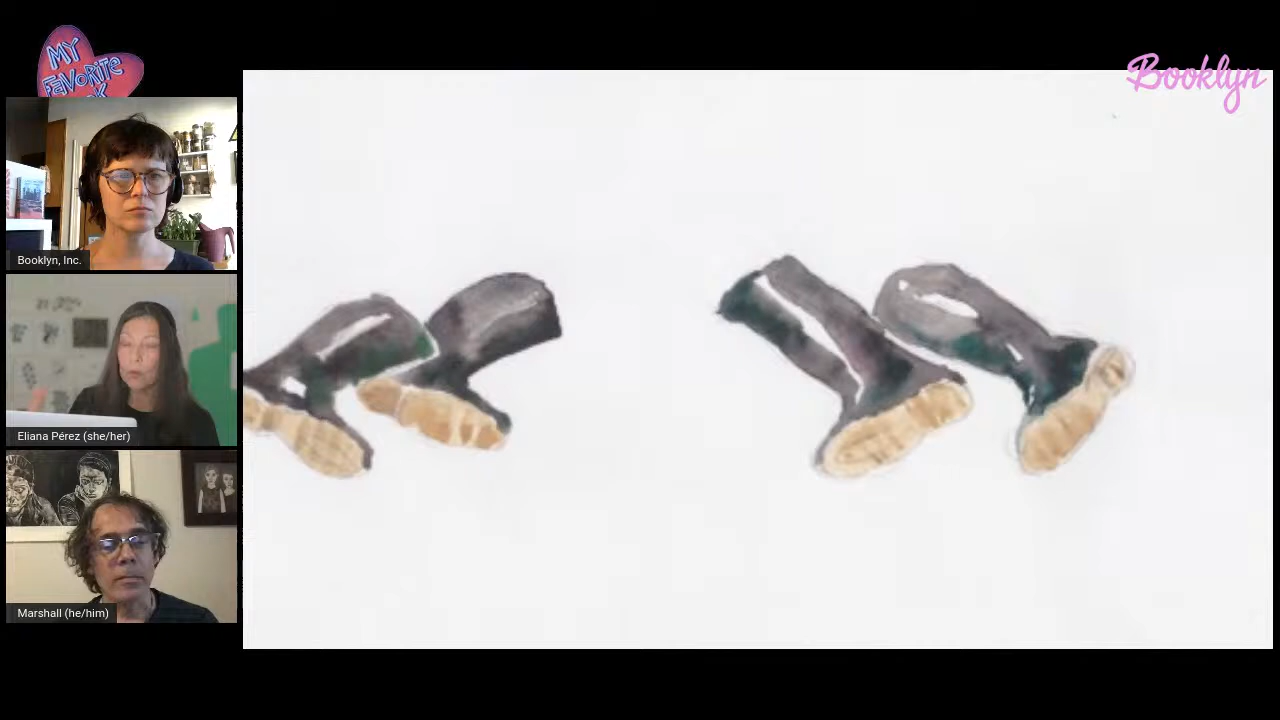 MY
FAVORITE
Booklyn
Booklyn, Inc.
Eliana Pérez (she/her)
Marshall (he/him)